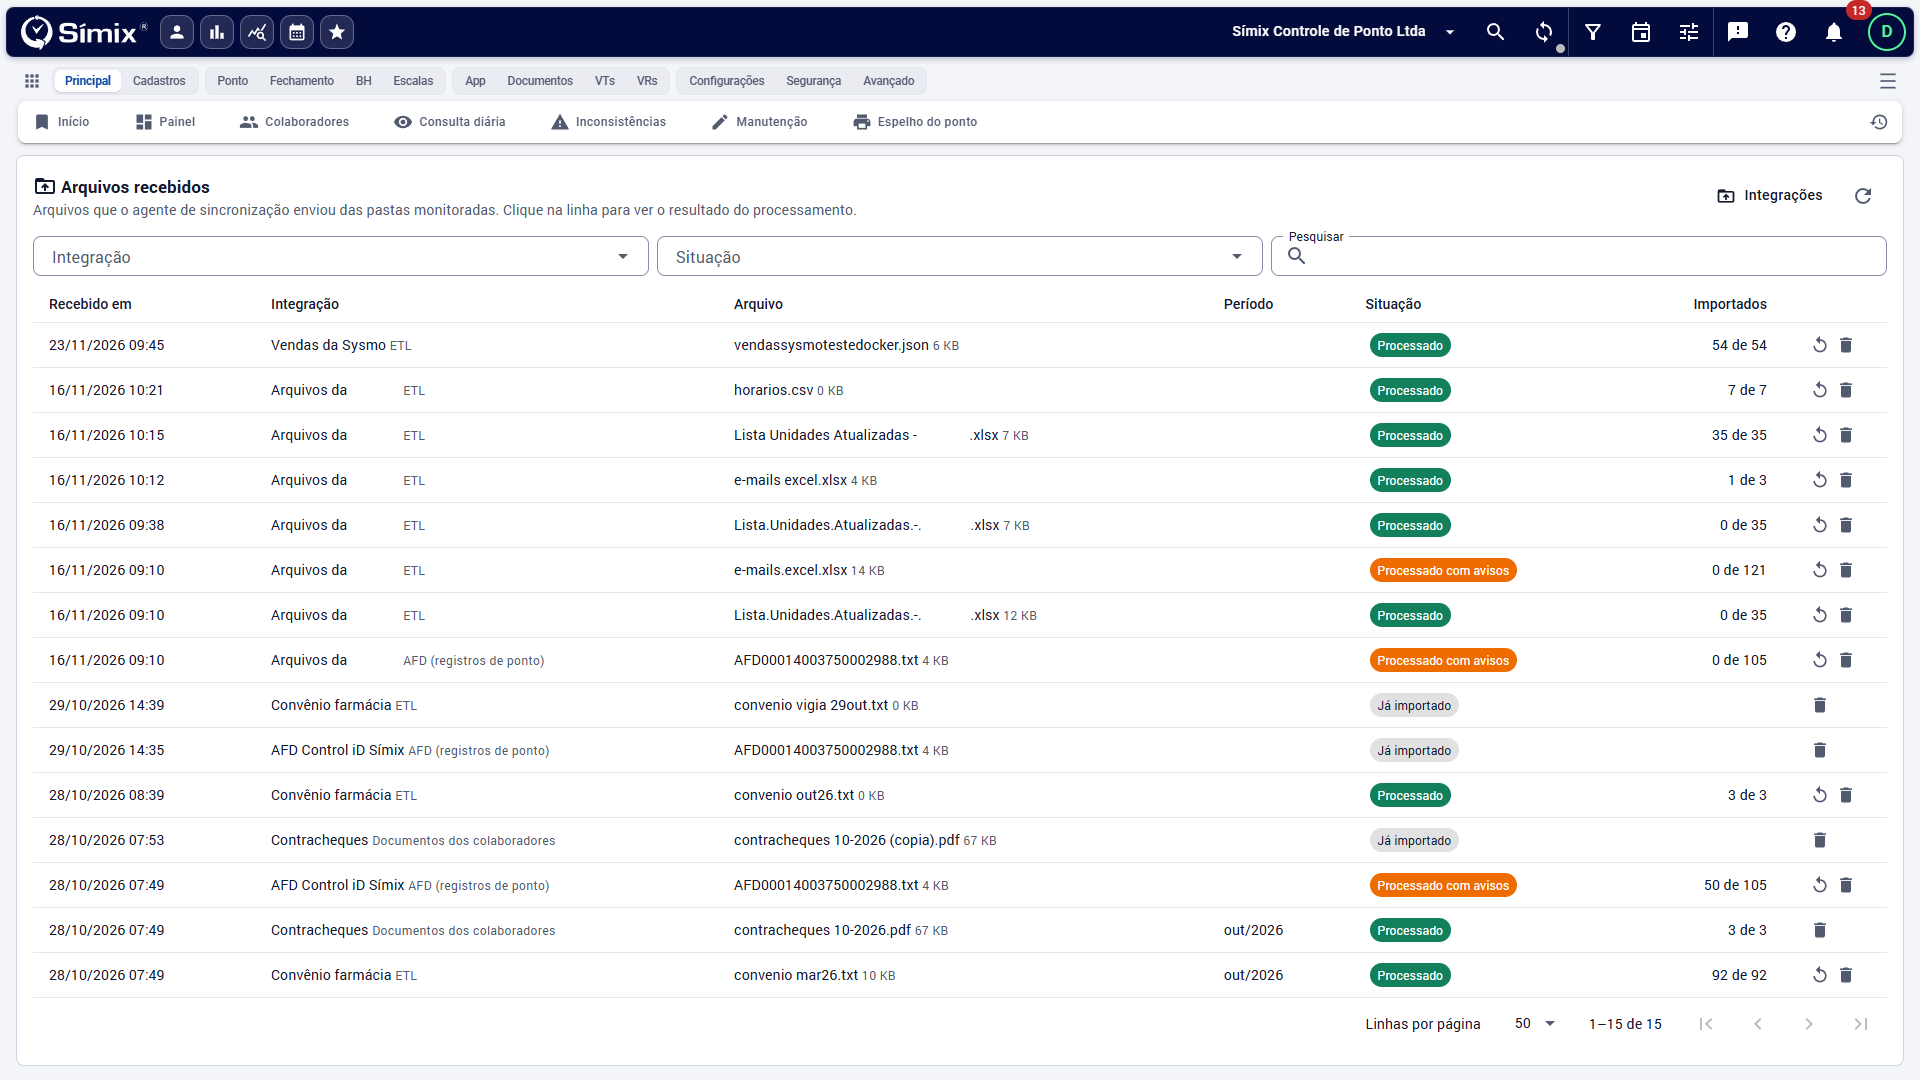 Símix®
Símix Controle de Ponto Ltda
13
D
Principal Cadastros Ponto Fechamento BH Escalas App Documentos VTs VRs Configurações Segurança Avançado
Início Painel Colaboradores Consulta diária Inconsistências Manutenção Espelho do ponto
Arquivos recebidos
Arquivos que o agente de sincronização enviou das pastas monitoradas. Clique na linha para ver o resultado do processamento.
Integrações
Integração Situação Pesquisar
Recebido em Integração Arquivo Período Situação Importados
23/11/2026 09:45 Vendas da Sysmo ETL vendassysmotestedocker.json 6 KB Processado 54 de 54
16/11/2026 10:21 Arquivos da ETL horarios.csv 0 KB Processado 7 de 7
16/11/2026 10:15 Arquivos da ETL Lista Unidades Atualizadas - .xlsx 7 KB Processado 35 de 35
16/11/2026 10:12 Arquivos da ETL e-mails excel.xlsx 4 KB Processado 1 de 3
16/11/2026 09:38 Arquivos da ETL Lista.Unidades.Atualizadas.-. .xlsx 7 KB Processado 0 de 35
16/11/2026 09:10 Arquivos da ETL e-mails.excel.xlsx 14 KB Processado com avisos 0 de 121
16/11/2026 09:10 Arquivos da ETL Lista.Unidades.Atualizadas.-. .xlsx 12 KB Processado 0 de 35
16/11/2026 09:10 Arquivos da AFD (registros de ponto) AFD00014003750002988.txt 4 KB Processado com avisos 0 de 105
29/10/2026 14:39 Convênio farmácia ETL convenio vigia 29out.txt 0 KB Já importado
29/10/2026 14:35 AFD Control iD Símix AFD (registros de ponto) AFD00014003750002988.txt 4 KB Já importado
28/10/2026 08:39 Convênio farmácia ETL convenio out26.txt 0 KB Processado 3 de 3
28/10/2026 07:53 Contracheques Documentos dos colaboradores contracheques 10-2026 (copia).pdf 67 KB Já importado
28/10/2026 07:49 AFD Control iD Símix AFD (registros de ponto) AFD00014003750002988.txt 4 KB Processado com avisos 50 de 105
28/10/2026 07:49 Contracheques Documentos dos colaboradores contracheques 10-2026.pdf 67 KB out/2026 Processado 3 de 3
28/10/2026 07:49 Convênio farmácia ETL convenio mar26.txt 10 KB out/2026 Processado 92 de 92
Linhas por página 50 1–15 de 15